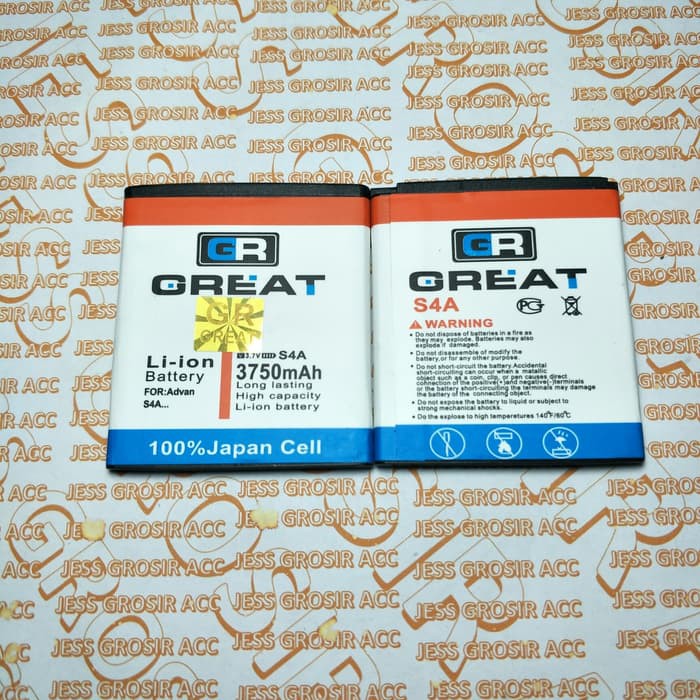 GR
GREAT
GR
GREAT
3.7V S4A
Li-ion
Battery
FOR:Advan
S4A...
3750mAh
Long lasting
High capacity
Li-ion battery
100%Japan Cell
GR
GREAT
S4A
PCT
WARNING
Do not dispose of batteries in a fire as
they may explode. Batteries may also
explode if damaged.
Do not disassemble of modify the
battery,or for any other purpose.
Do not short-circuit the battery.Accidental
short-circuiting can occur when a metallic
object such as a coin, clip, or pen causes direct
connection of the positive(+)and negative(-)terminals
or the battery short-circuiting the terminals may damage
the battery of the connecting object.
Do not expose the battery to liquid or subject to
strong mechanical shocks.
Do the explose to high temperetures 140°F/60°C
JESS GROSIR ACC